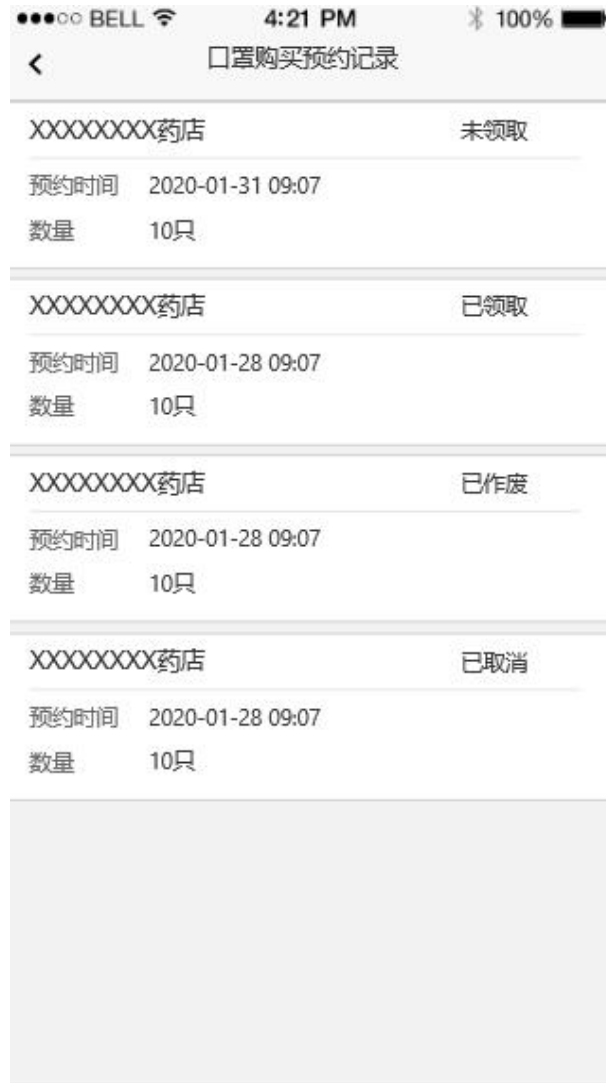 BELL 4:21 PM 100%
口罩购买预约记录
XXXXXXXX药店 未领取
预约时间 2020-01-31 09:07
数量 10只
XXXXXXXX药店 已领取
预约时间 2020-01-28 09:07
数量 10只
XXXXXXXX药店 已作废
预约时间 2020-01-28 09:07
数量 10只
XXXXXXXX药店 已取消
预约时间 2020-01-28 09:07
数量 10只